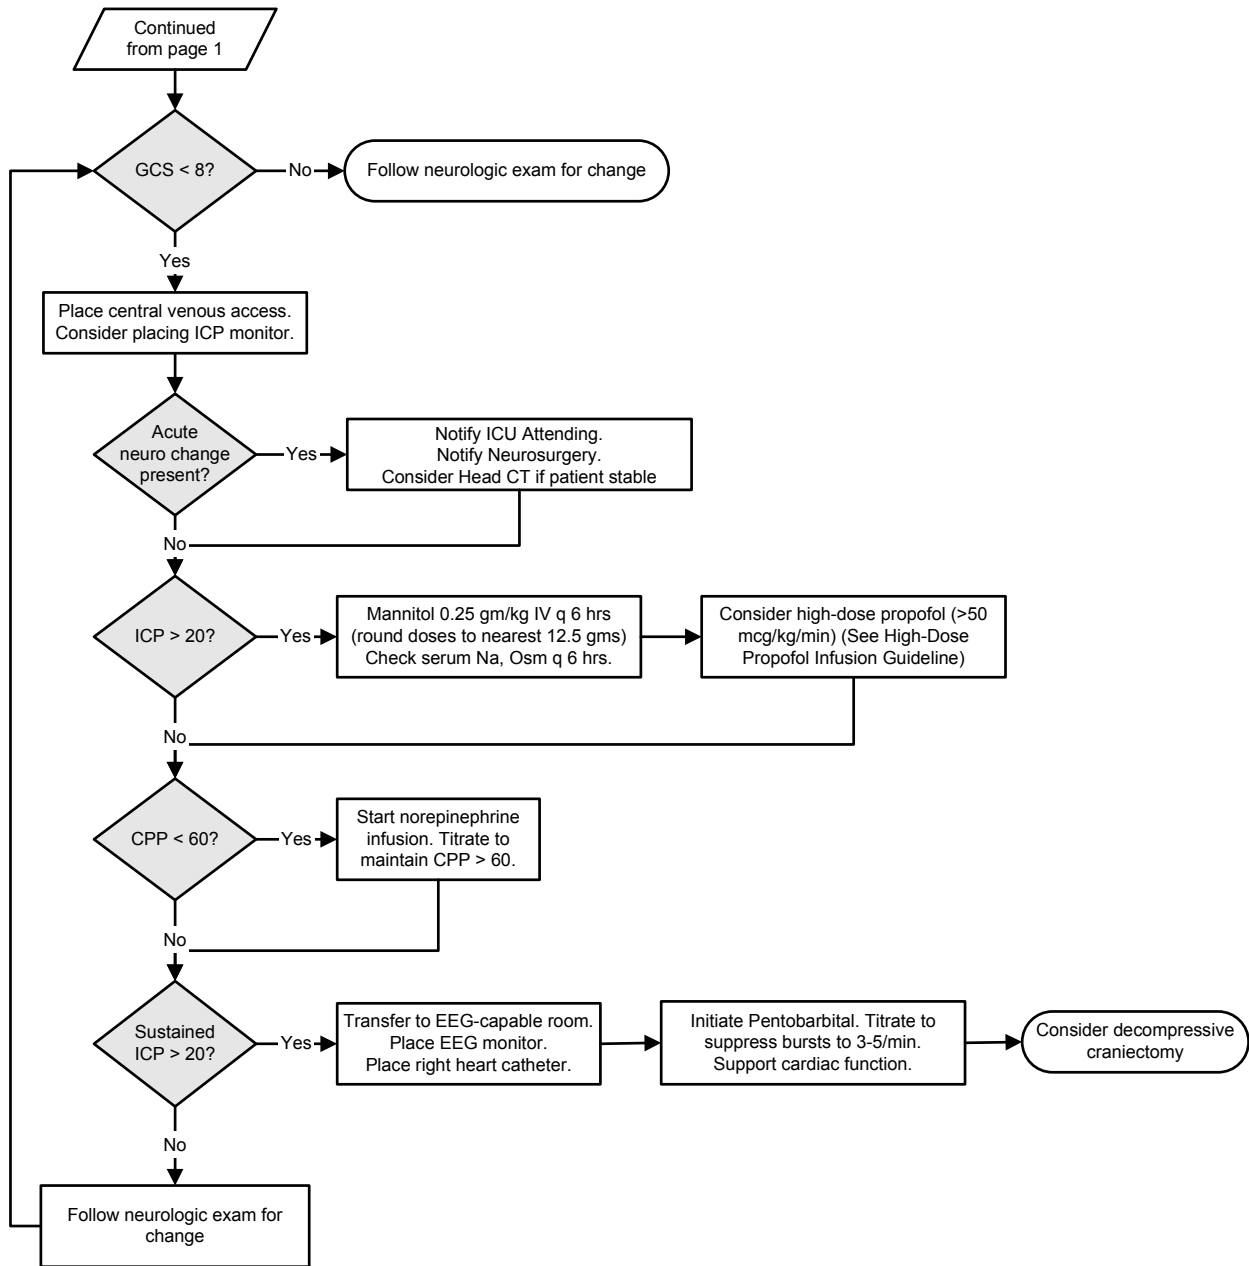 Continued
from page 1
GCS < 8?
No
Follow neurologic exam for change
Yes
Place central venous access.
Consider placing ICP monitor.
Acute
neuro change
present?
Yes
Notify ICU Attending.
Notify Neurosurgery.
Consider Head CT if patient stable
No
ICP > 20?
Yes
Mannitol 0.25 gm/kg IV q 6 hrs
(round doses to nearest 12.5 gms)
Check serum Na, Osm q 6 hrs.
Consider high-dose propofol (>50
mcg/kg/min) (See High-Dose
Propofol Infusion Guideline)
No
CPP < 60?
Yes
Start norepinephrine
infusion. Titrate to
maintain CPP > 60.
No
Sustained
ICP > 20?
Yes
Transfer to EEG-capable room.
Place EEG monitor.
Place right heart catheter.
Initiate Pentobarbital. Titrate to
suppress bursts to 3-5/min.
Support cardiac function.
Consider decompressive
craniectomy
No
Follow neurologic exam for
change